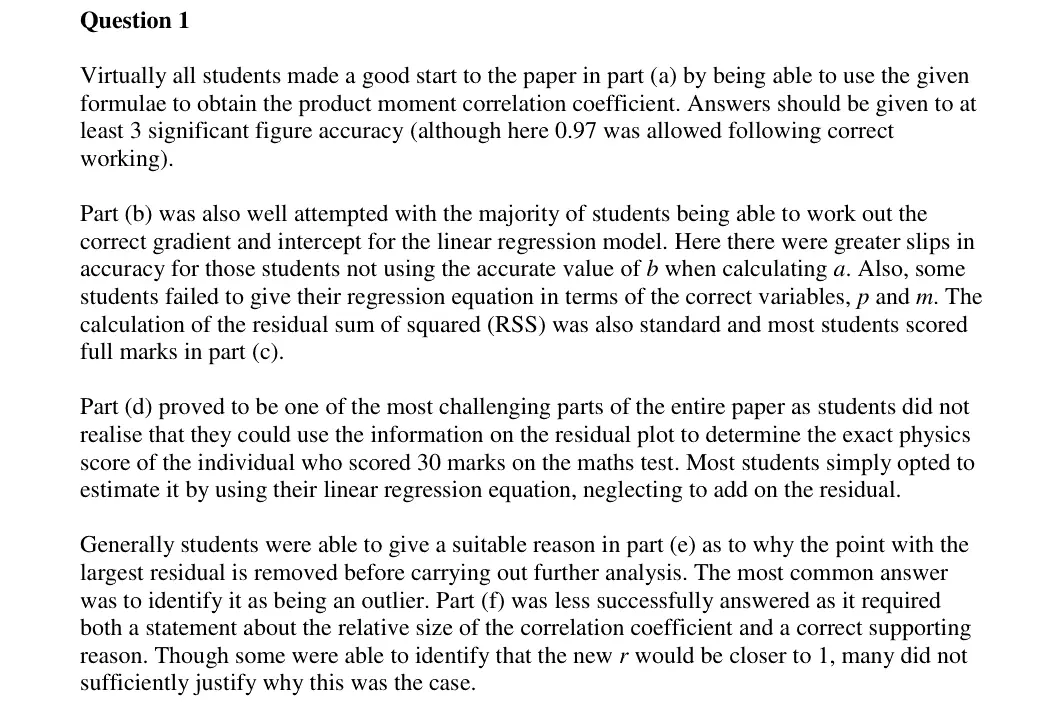 Question 1
Virtually all students made a good start to the paper in part (a) by being able to use the given
formulae to obtain the product moment correlation coefficient. Answers should be given to at
least 3 significant figure accuracy (although here 0.97 was allowed following correct
working).
Part (b) was also well attempted with the majority of students being able to work out the
correct gradient and intercept for the linear regression model. Here there were greater slips in
accuracy for those students not using the accurate value of b when calculating a. Also, some
students failed to give their regression equation in terms of the correct variables, p and m. The
calculation of the residual sum of squared (RSS) was also standard and most students scored
full marks in part (c).
Part (d) proved to be one of the most challenging parts of the entire paper as students did not
realise that they could use the information on the residual plot to determine the exact physics
score of the individual who scored 30 marks on the maths test. Most students simply opted to
estimate it by using their linear regression equation, neglecting to add on the residual.
Generally students were able to give a suitable reason in part (e) as to why the point with the
largest residual is removed before carrying out further analysis. The most common answer
was to identify it as being an outlier. Part (f) was less successfully answered as it required
both a statement about the relative size of the correlation coefficient and a correct supporting
reason. Though some were able to identify that the new r would be closer to 1, many did not
sufficiently justify why this was the case.